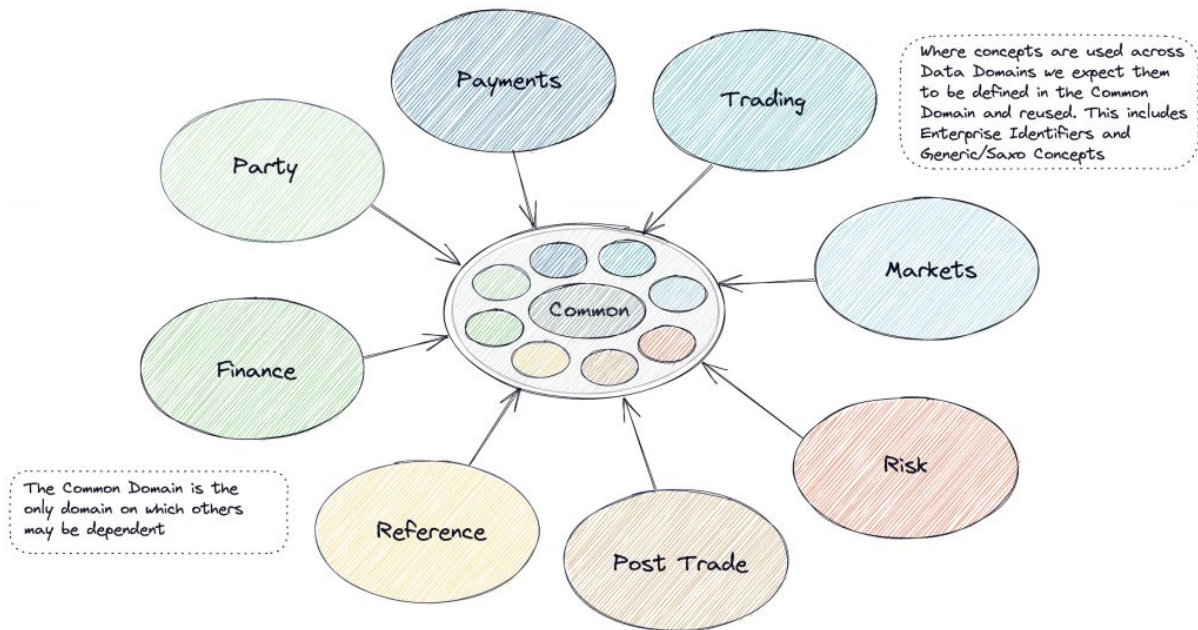 Payments
Trading
Where concepts are used across
Data Domains we expect them
to be defined in the Common
Domain and reused. This includes
Enterprise Identifiers and
Generic/Saxo Concepts
Party
Markets
Common
Finance
Risk
The Common Domain is the
only domain on which others
may be dependent
Reference
Post Trade